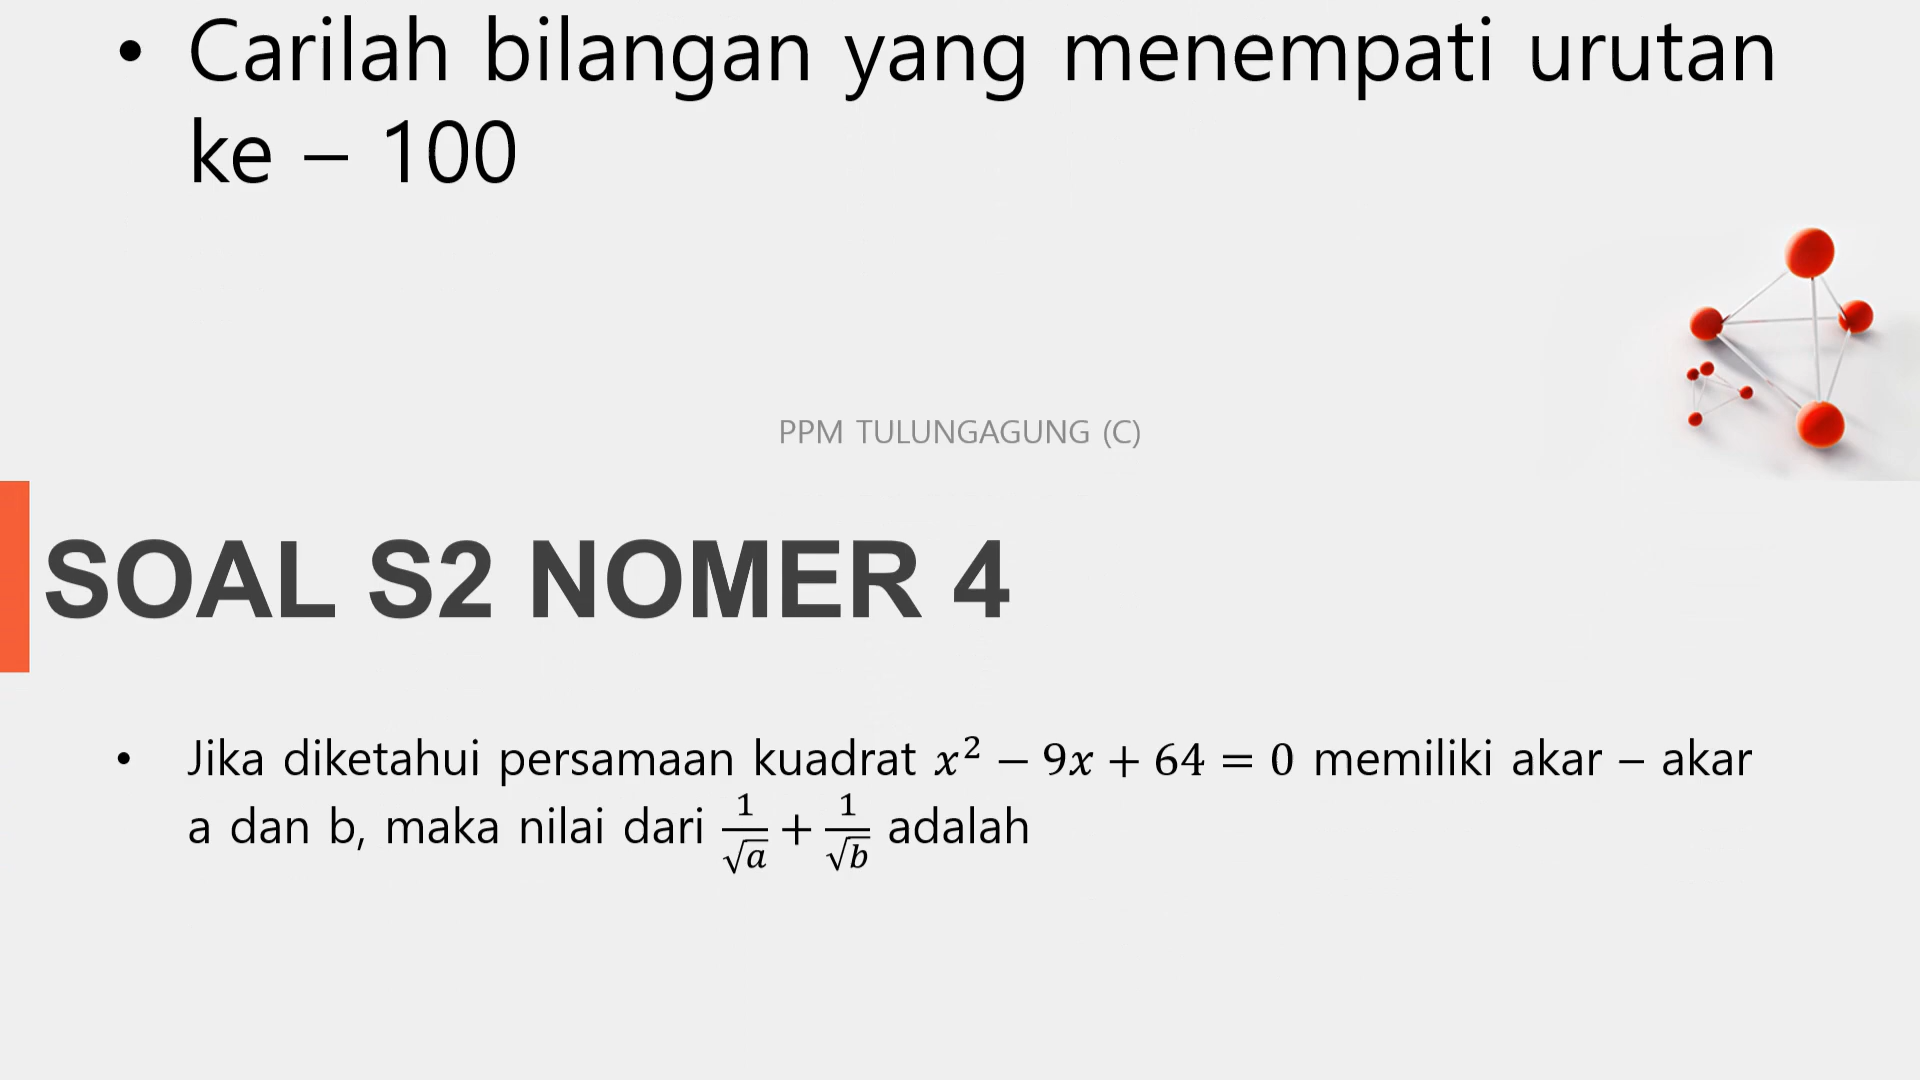 • Carilah bilangan yang menempati urutan
ke – 100
PPM TULUNGAGUNG (C)
SOAL S2 NOMER 4
• Jika diketahui persamaan kuadrat x² − 9x + 64 = 0 memiliki akar – akar
a dan b, maka nilai dari 1/√a + 1/√b adalah